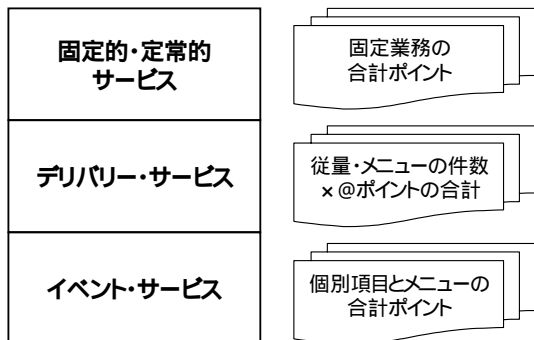 固定的・定常的
サービス
固定業務の
合計ポイント
デリバリー・サービス
従量・メニューの件数
×@ポイントの合計
イベント・サービス
個別項目とメニューの
合計ポイント